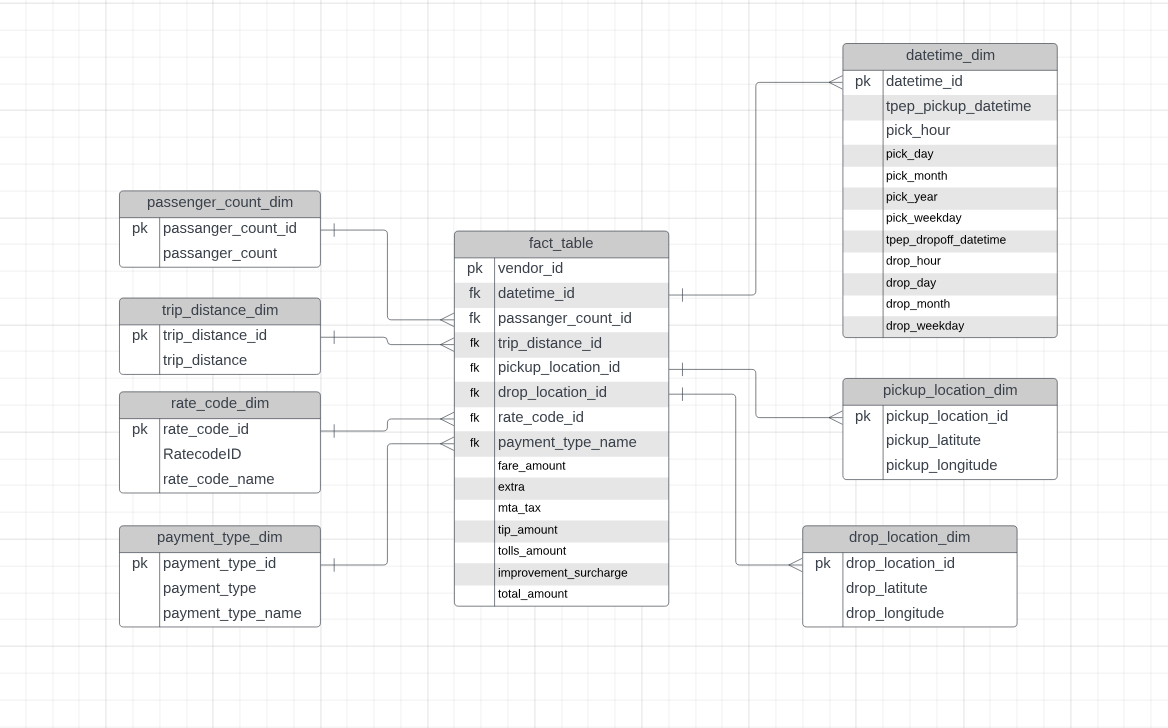 datetime_dim
pk datetime_id
tpep_pickup_datetime
pick_hour
pick_day
pick_month
pick_year
pick_weekday
tpep_dropoff_datetime
drop_hour
drop_day
drop_month
drop_weekday
passenger_count_dim
pk passanger_count_id
passanger_count
trip_distance_dim
pk trip_distance_id
trip_distance
rate_code_dim
pk rate_code_id
RatecodeID
rate_code_name
payment_type_dim
pk payment_type_id
payment_type
payment_type_name
fact_table
pk vendor_id
fk datetime_id
fk passanger_count_id
fk trip_distance_id
fk pickup_location_id
fk drop_location_id
fk rate_code_id
fk payment_type_name
fare_amount
extra
mta_tax
tip_amount
tolls_amount
improvement_surcharge
total_amount
pickup_location_dim
pk pickup_location_id
pickup_latitute
pickup_longitude
drop_location_dim
pk drop_location_id
drop_latitute
drop_longitude